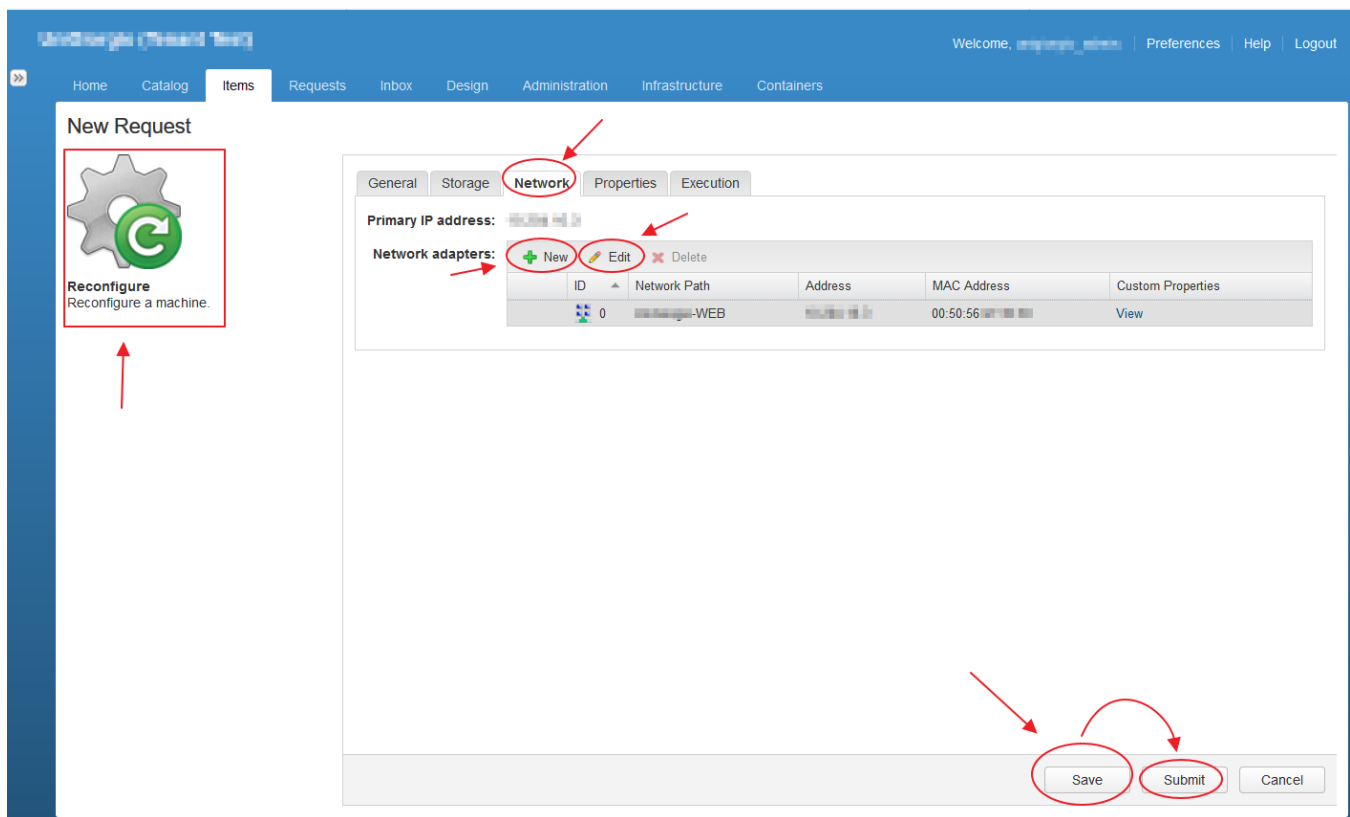 Welcome,
Preferences
Help
Logout
Home
Catalog
Items
Requests
Inbox
Design
Administration
Infrastructure
Containers
New Request
Reconfigure
Reconfigure a machine.
General
Storage
Network
Properties
Execution
Primary IP address:
Network adapters:
New
Edit
Delete
ID
Network Path
Address
MAC Address
Custom Properties
0
-WEB
00:50:56
View
Save
Submit
Cancel